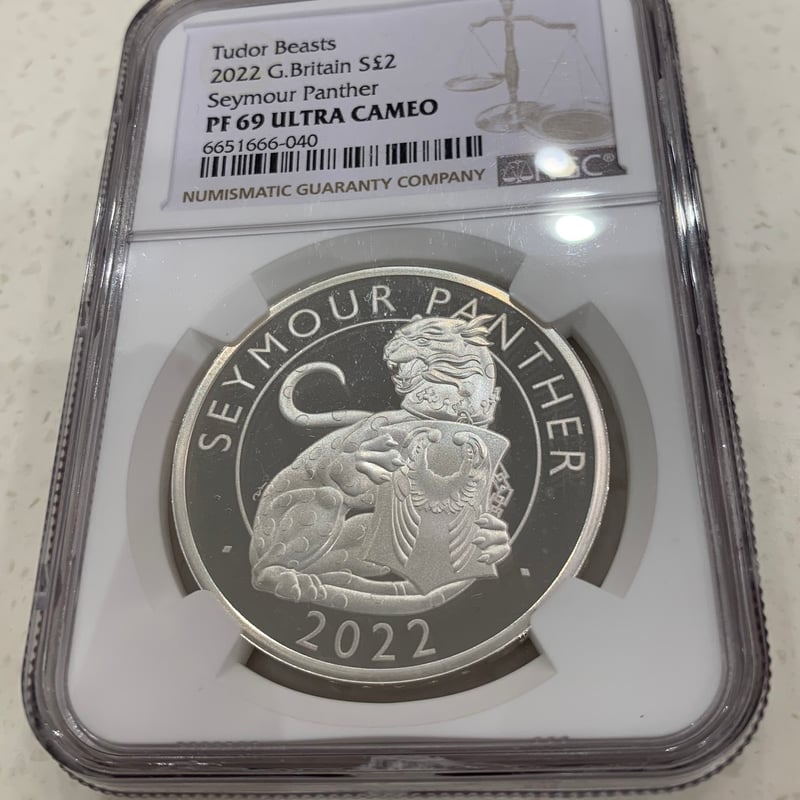 Tudor Beasts
2022 G.Britain S£2
Seymour Panther
PF 69 ULTRA CAMEO
6651666-040
NUMISMATIC GUARANTY COMPANY
NGC®
SEYMOUR PANTHER
2022